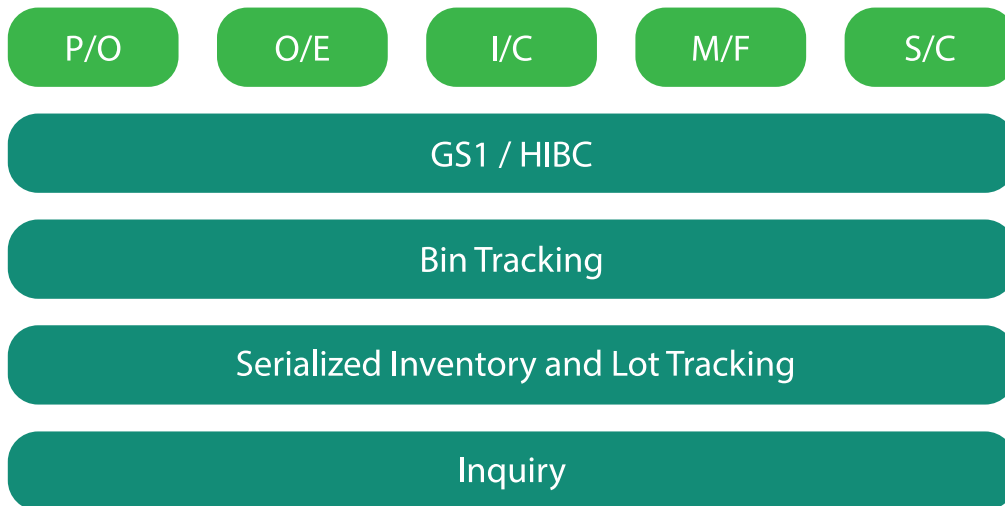 P/O O/E I/C M/F S/C
GS1 / HIBC
Bin Tracking
Serialized Inventory and Lot Tracking
Inquiry